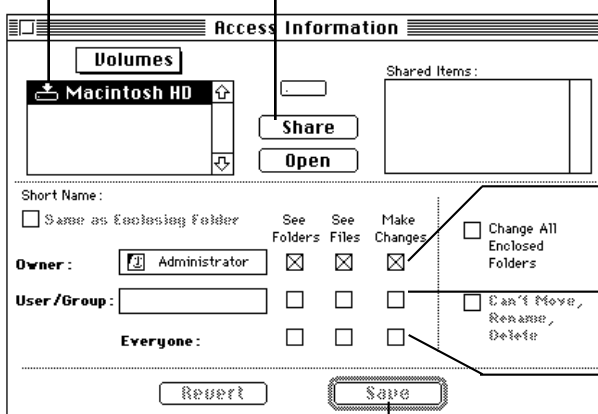 Access Information
Volumes
Macintosh HD
Shared Items:
Share
Open
Short Name:
Same as Enclosing Folder
See Folders
See Files
Make Changes
Change All
Enclosed
Folders
Owner:
Administrator
User/Group:
Can't Move,
Rename,
Delete
Everyone:
Revert
Save